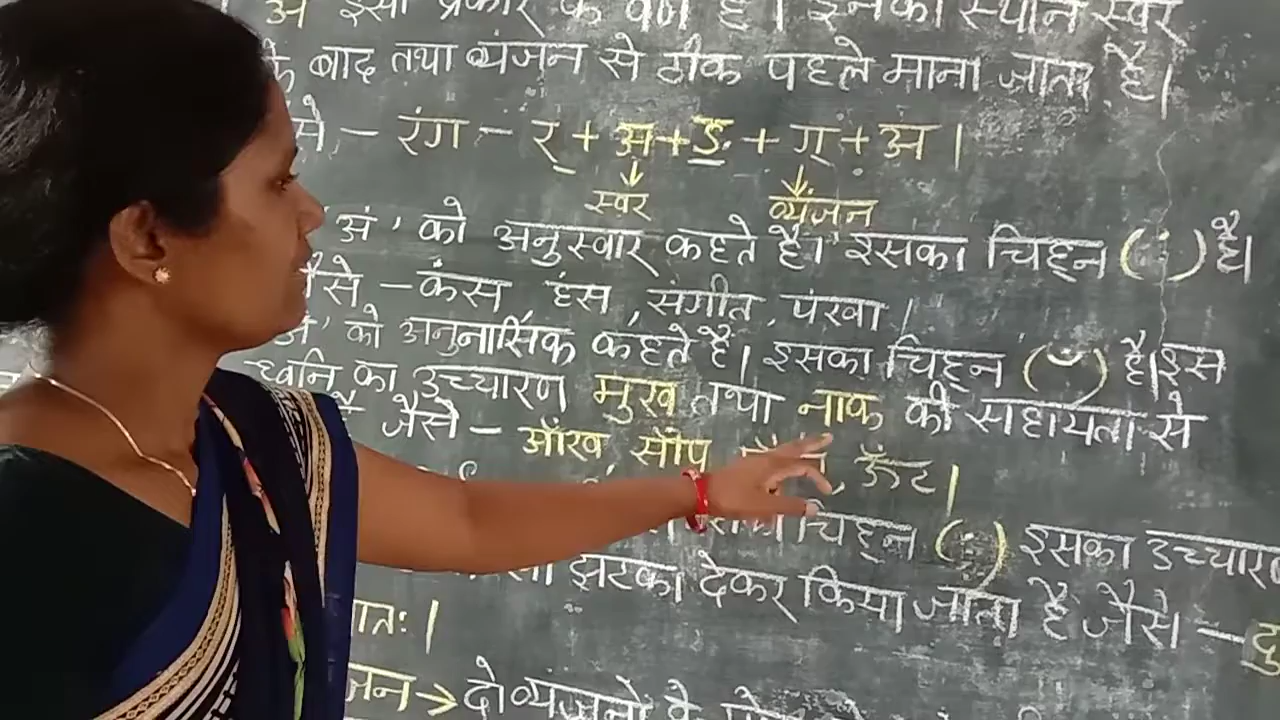 अं इसी प्रकार के वर्ण हैं। इनका स्थान स्वर
के बाद तथा व्यंजन से ठीक पहले माना जाता है।
से - रंग - र् + अ + ङ + ग् + अ ।
स्वर व्यंजन
'अं' को अनुस्वार कहते हैं। इसका चिह्न (ं) है।
जैसे - कंस, हंस, संगीत, पंखा।
को अनुनासिक कहते हैं। इसका चिह्न (ँ) है। इस
ध्वनि का उच्चारण मुख तथा नाक की सहायता से
है जैसे - आँख, साँप, ऊँट।
चिह्न (ः) इसका उच्चार
झटका देकर किया जाता है जैसे। - दु
तः।
जन → दो व्यंजनों के